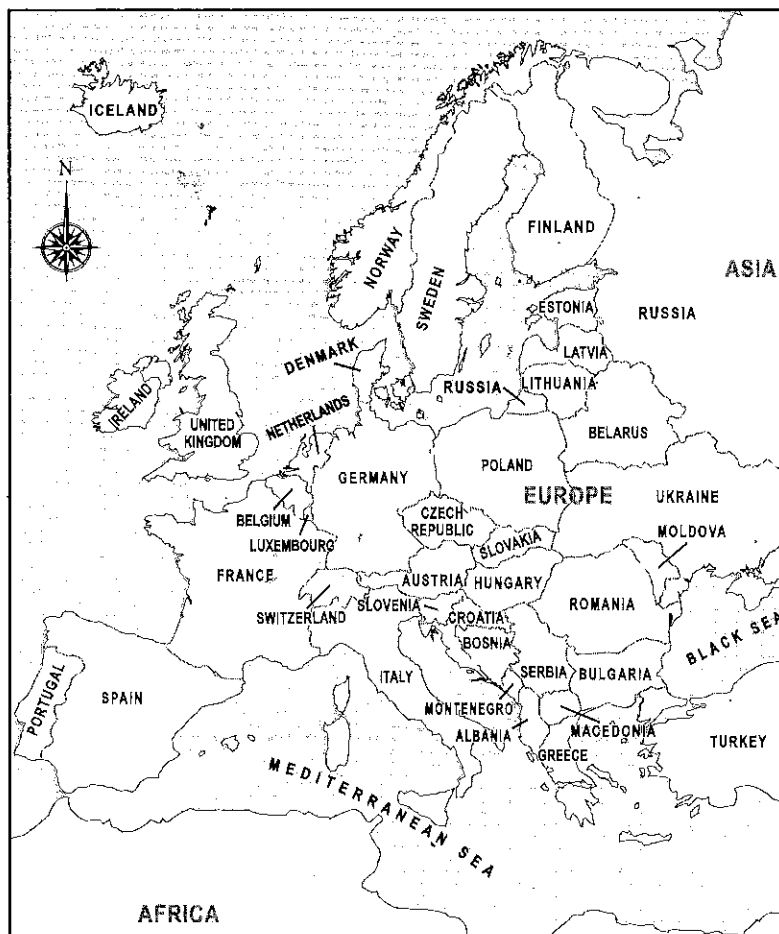 ICELAND
N
FINLAND
NORWAY
SWEDEN
ASIA
RUSSIA
ESTONIA
LATVIA
DENMARK
RUSSIA
LITHUANIA
IRELAND
UNITED
KINGDOM
NETHERLANDS
BELARUS
GERMANY
POLAND
EUROPE
UKRAINE
BELGIUM
CZECH
REPUBLIC
MOLDOVA
LUXEMBOURG
SLOVAKIA
FRANCE
AUSTRIA
HUNGARY
ROMANIA
SWITZERLAND
SLOVENIA
CROATIA
BOSNIA
BLACK SEA
PORTUGAL
SPAIN
ITALY
SERBIA
BULGARIA
MONTENEGRO
ALBANIA
MACEDONIA
GREECE
TURKEY
MEDITERRANEAN SEA
AFRICA